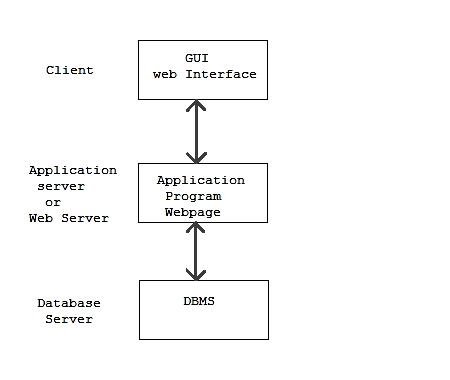 GUI
web Interface
Client
Application
server
or
Web Server
Application
Program
Webpage
Database
Server
DBMS